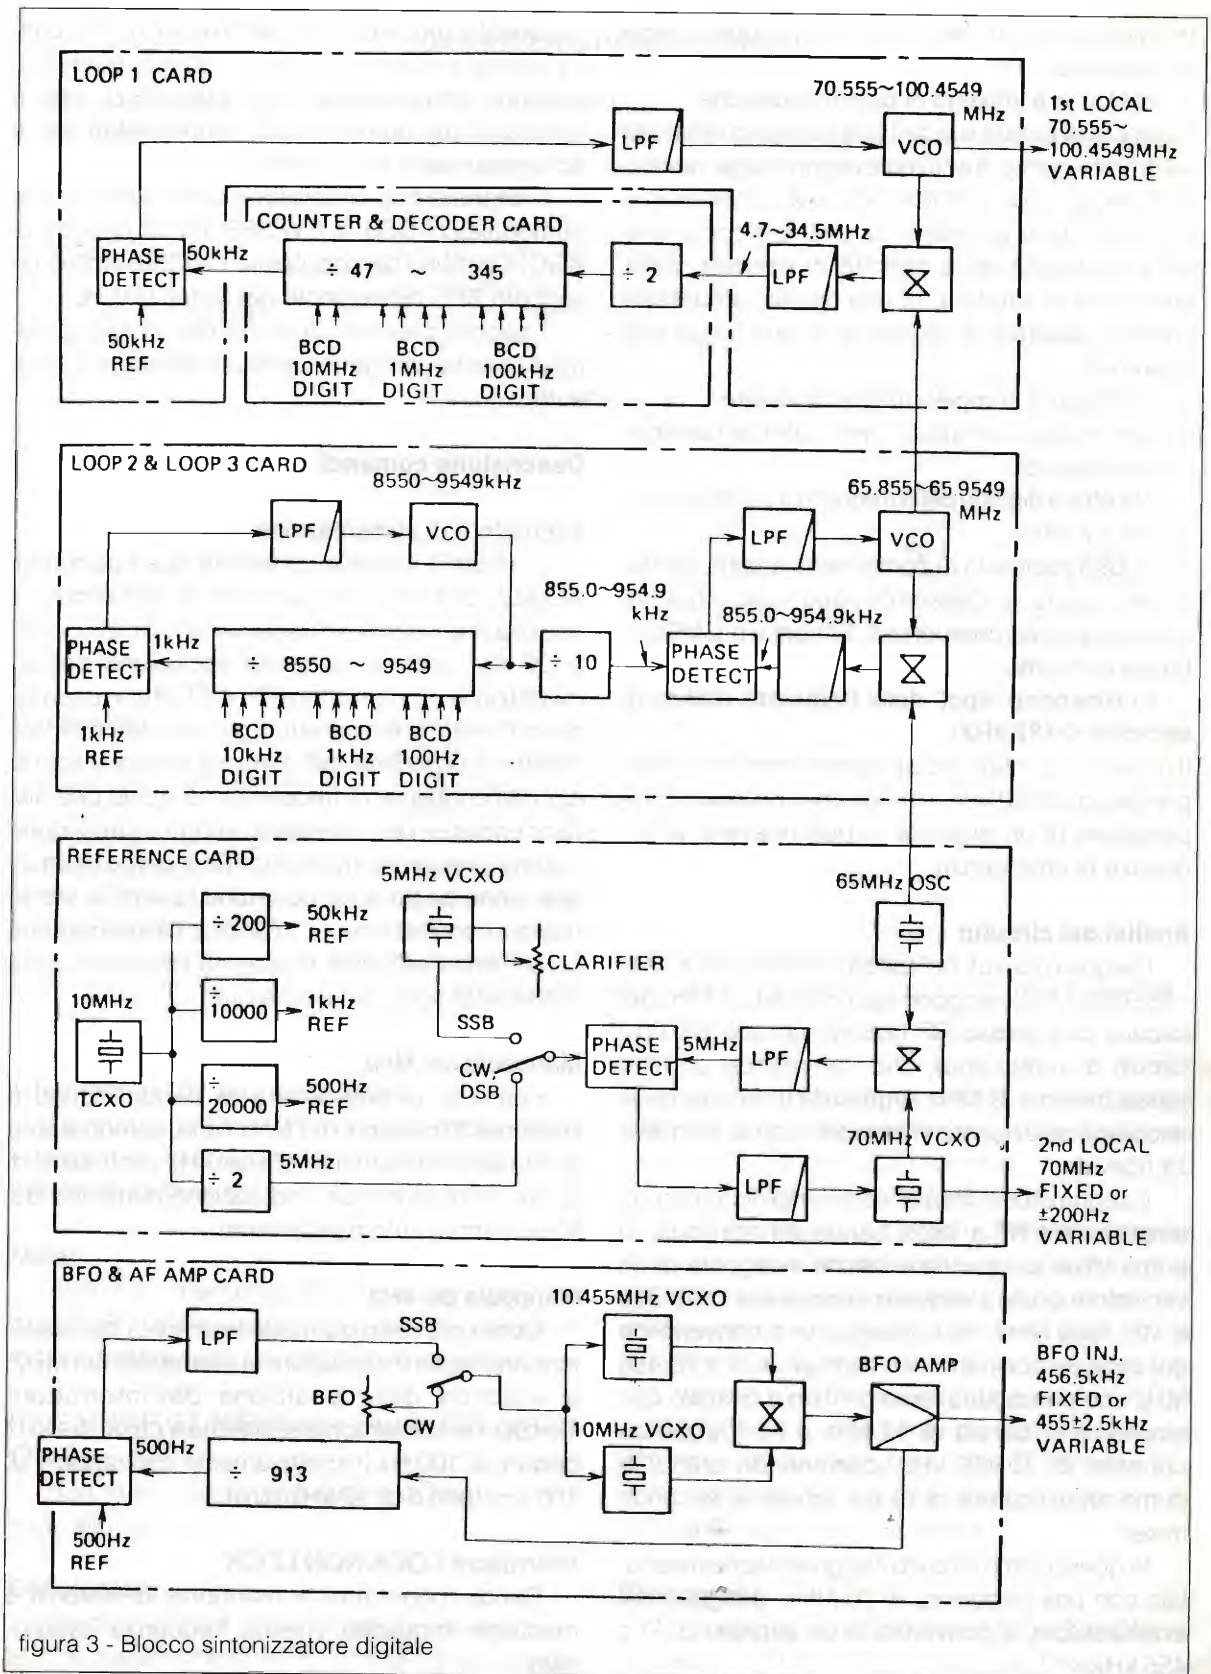 LOOP 1 CARD
70.555~100.4549
MHz
1st LOCAL
70.555~
100.4549MHz
VARIABLE
LPF
VCO
COUNTER & DECODER CARD
4.7~34.5MHz
PHASE
DETECT
50kHz
÷ 47 ~ 345
÷ 2
LPF
50kHz
REF
BCD
10MHz
DIGIT
BCD
1MHz
DIGIT
BCD
100kHz
DIGIT
LOOP 2 & LOOP 3 CARD
8550~9549kHz
65.855~65.9549
MHz
LPF
VCO
LPF
VCO
855.0~954.9
kHz
855.0~954.9kHz
PHASE
DETECT
1kHz
÷ 8550 ~ 9549
÷ 10
PHASE
DETECT
LPF
1kHz
REF
BCD
10kHz
DIGIT
BCD
1kHz
DIGIT
BCD
100Hz
DIGIT
REFERENCE CARD
5MHz VCXO
65MHz OSC
÷ 200
50kHz
REF
CLARIFIER
10MHz
÷
10000
1kHz
REF
SSB
TCXO
÷
20000
500Hz
REF
CW,
DSB
PHASE
DETECT
5MHz
LPF
÷ 2
5MHz
70MHz VCXO
LPF
2nd LOCAL
70MHz
FIXED or
±200Hz
VARIABLE
BFO & AF AMP CARD
10.455MHz VCXO
LPF
SSB
BFO
CW
BFO AMP
BFO INJ.
456.5kHz
FIXED or
455±2.5kHz
VARIABLE
10MHz VCXO
PHASE
DETECT
500Hz
÷ 913
500Hz
REF
figura 3 - Blocco sintonizzatore digitale